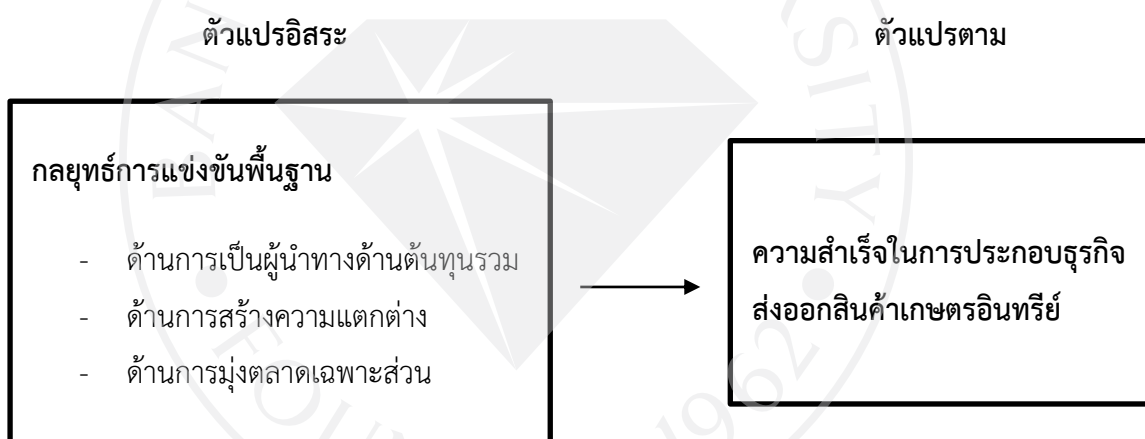 ตัวแปรอิสระ
ตัวแปรตาม
กลยุทธ์การแข่งขันพื้นฐาน
- ด้านการเป็นผู้นำทางด้านต้นทุนรวม
- ด้านการสร้างความแตกต่าง
- ด้านการมุ่งตลาดเฉพาะส่วน
ความสำเร็จในการประกอบธุรกิจ
ส่งออกสินค้าเกษตรอินทรีย์
1962